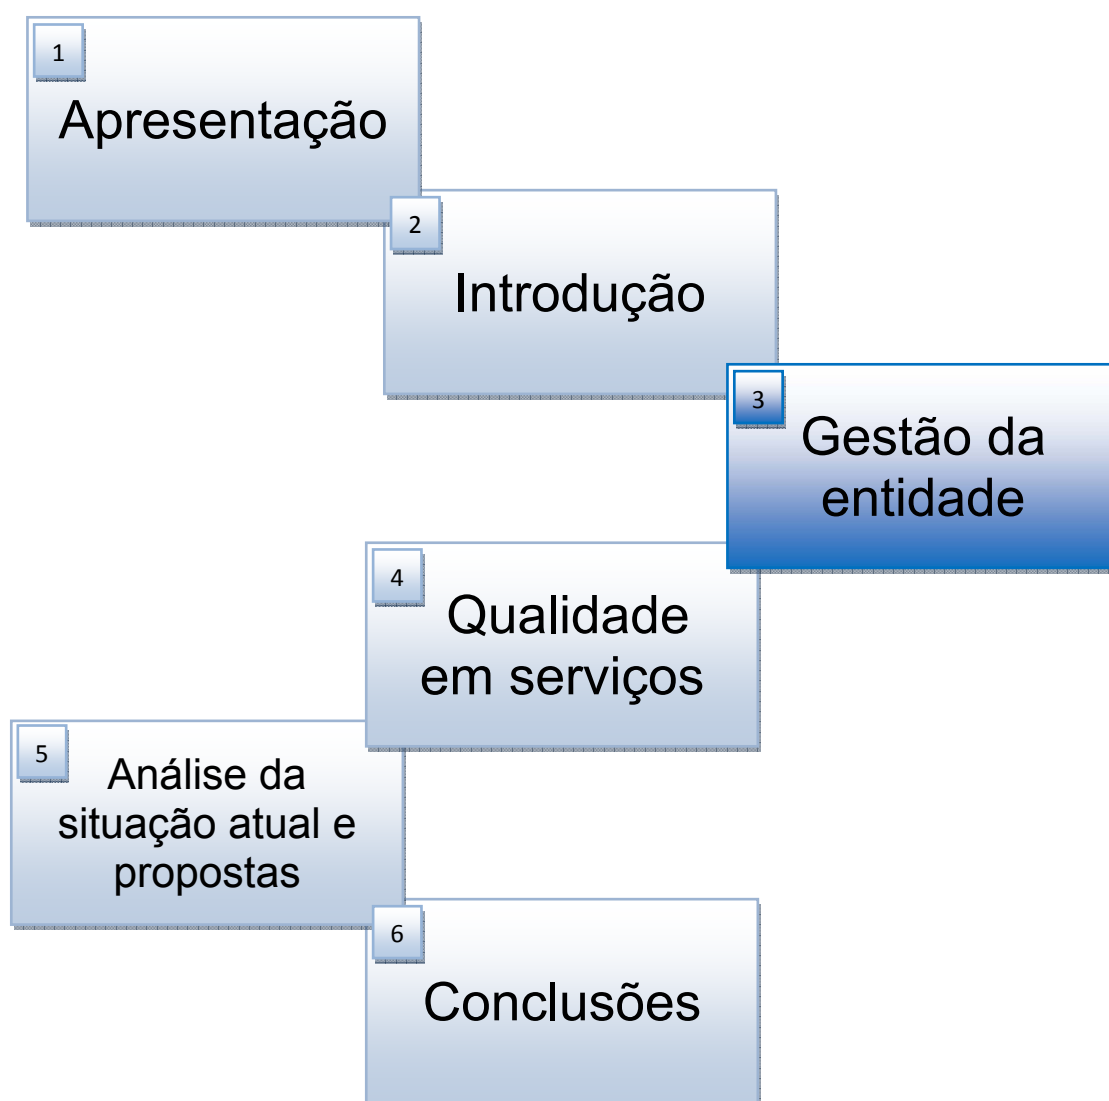 1
Apresentação
2
Introdução
3
Gestão da
entidade
4
Qualidade
em serviços
5
Análise da
situação atual e
propostas
6
Conclusões